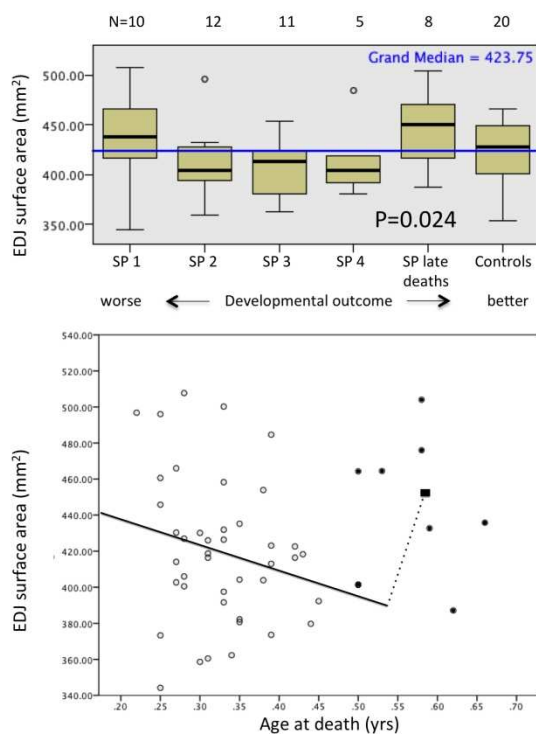 N=10 12 11 5 8 20
Grand Median = 423.75
EDJ surface area (mm²)
500.00
450.00
400.00
350.00
P=0.024
SP 1 SP 2 SP 3 SP 4 SP late deaths Controls
worse Developmental outcome better
EDJ surface area (mm²)
540.00
520.00
500.00
480.00
460.00
440.00
420.00
400.00
380.00
360.00
340.00
.20 .25 .30 .35 .40 .45 .50 .55 .60 .65 .70
Age at death (yrs)